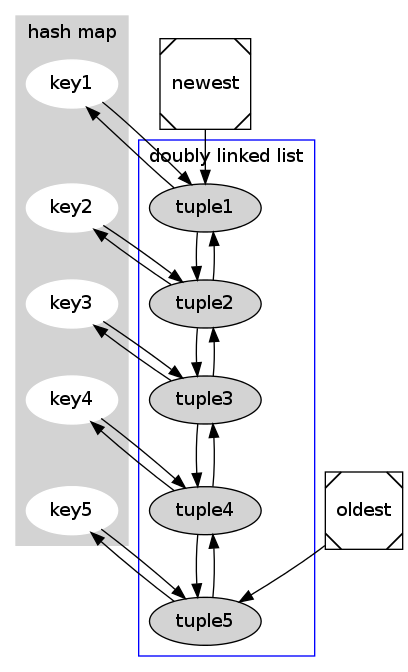 hash map
key1
newest
doubly linked list
key2
tuple1
key3
tuple2
key4
tuple3
key5
tuple4
oldest
tuple5